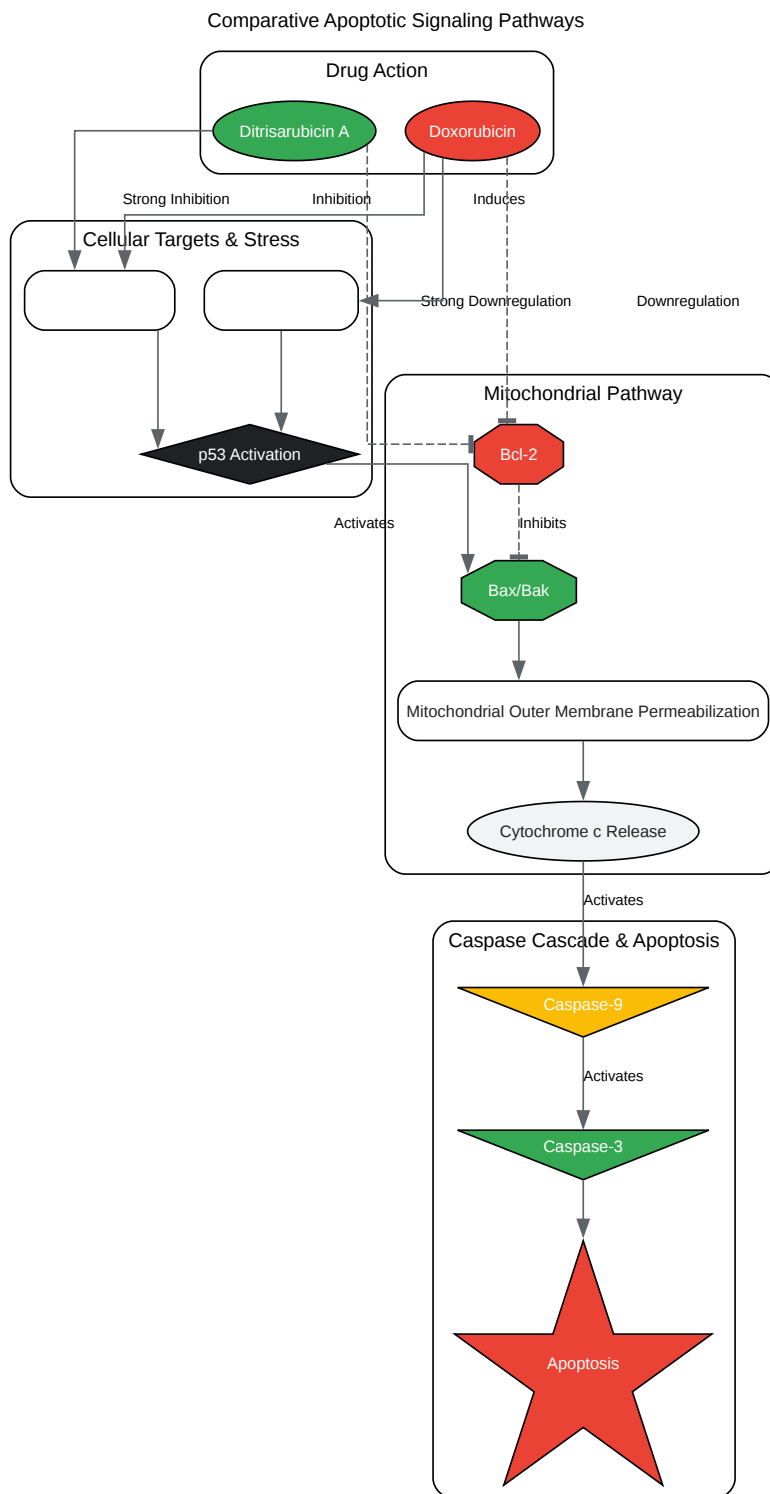 Comparative Apoptotic Signaling Pathways
Drug Action
Ditrisarubicin A
Doxorubicin
Strong Inhibition
Inhibition
Induces
Cellular Targets & Stress
Strong Downregulation
Downregulation
Mitochondrial Pathway
p53 Activation
Bcl-2
Activates
Inhibits
Bax/Bak
Mitochondrial Outer Membrane Permeabilization
Cytochrome c Release
Activates
Caspase Cascade & Apoptosis
Caspase-9
Activates
Caspase-3
Apoptosis